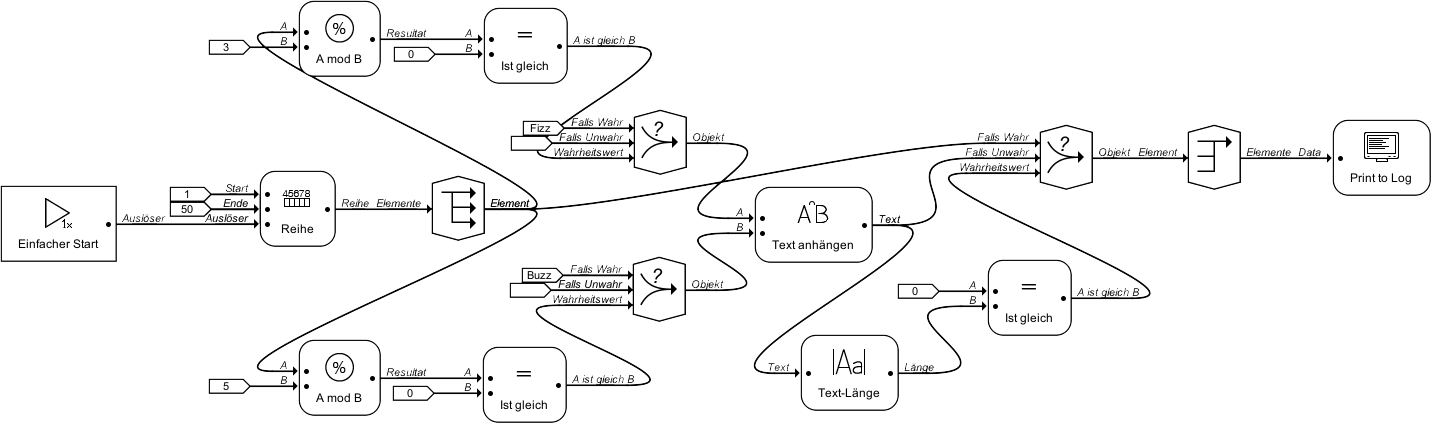 A
B
3
%
A mod B
Resultat
A
B
0
=
Ist gleich
A ist gleich B
Fizz
Falls Wahr
Falls Unwahr
Wahrheitswert
?
Objekt
1x
Einfacher Start
Auslöser
1
Start
50
Ende
Auslöser
45678
Reihe
Reihe Elemente
Element
A
B
AB
Text anhängen
Text
Falls Wahr
Falls Unwahr
Wahrheitswert
?
Objekt Element
Elemente Data
Print to Log
Buzz
Falls Wahr
Falls Unwahr
Wahrheitswert
?
Objekt
0
A
B
=
Ist gleich
A ist gleich B
A
B
5
%
A mod B
Resultat
A
B
0
=
Ist gleich
A ist gleich B
Text
|Aa|
Text-Länge
Länge